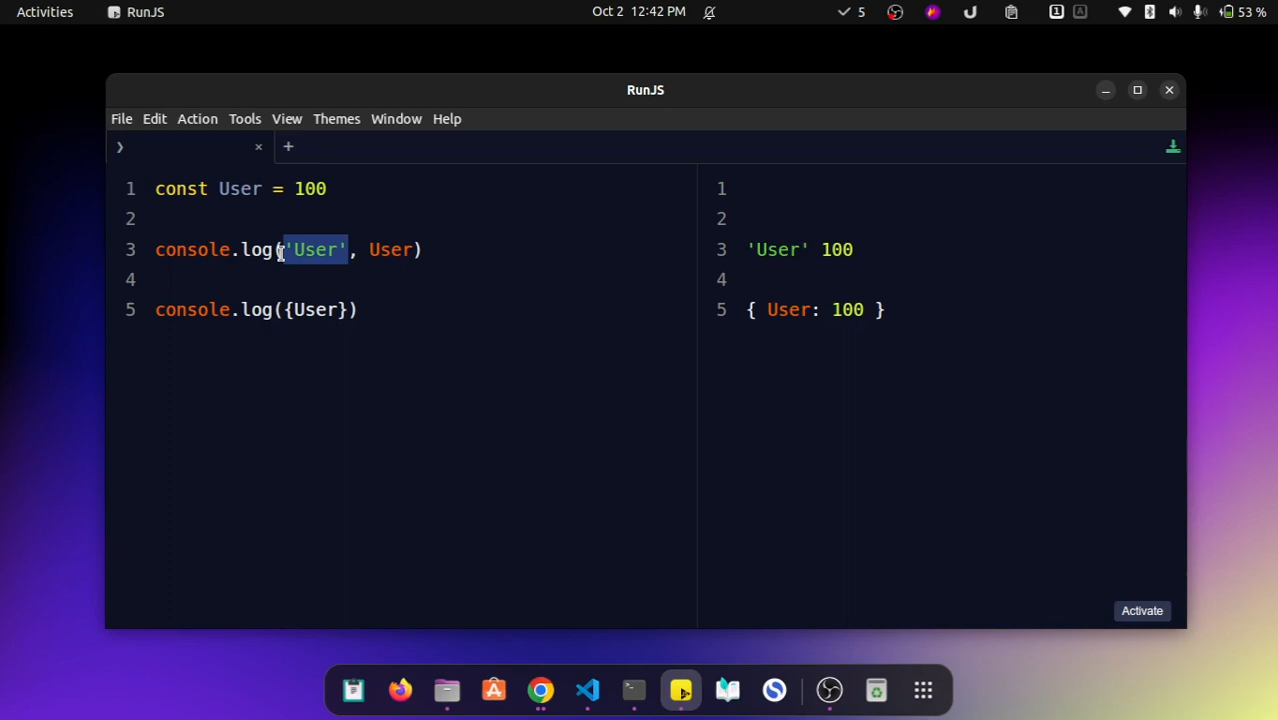 Activities RunJS Oct 2 12:42 PM 5 1 A 53 %
RunJS
File Edit Action Tools View Themes Window Help
❯ × +
1 const User = 100
2
3 console.log('User', User)
4
5 console.log({User})
1
2
3 'User' 100
4
5 { User: 100 }
Activate